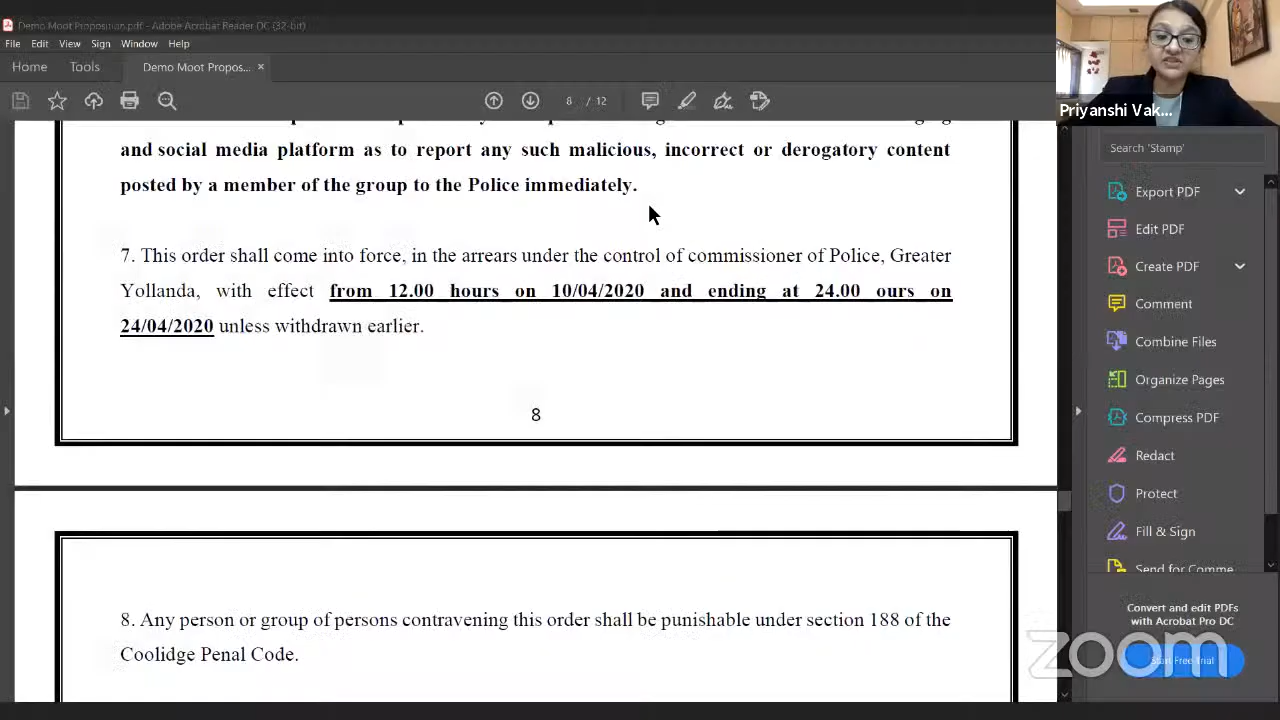 Demo Moot Proposition.pdf - Adobe Acrobat Reader DC (32-bit)
File Edit View Sign Window Help
Home Tools Demo Moot Propos... ×
8 / 12
Priyanshi Vak...
and social media platform as to report any such malicious, incorrect or derogatory content
posted by a member of the group to the Police immediately.
7. This order shall come into force, in the arrears under the control of commissioner of Police, Greater
Yollanda, with effect from 12.00 hours on 10/04/2020 and ending at 24.00 ours on
24/04/2020 unless withdrawn earlier.
8
8. Any person or group of persons contravening this order shall be punishable under section 188 of the
Coolidge Penal Code.
Search 'Stamp'
Export PDF
Edit PDF
Create PDF
Comment
Combine Files
Organize Pages
Compress PDF
Redact
Protect
Fill & Sign
Send for Comme
Convert and edit PDFs
with Acrobat Pro DC
Start Free Trial
zoom